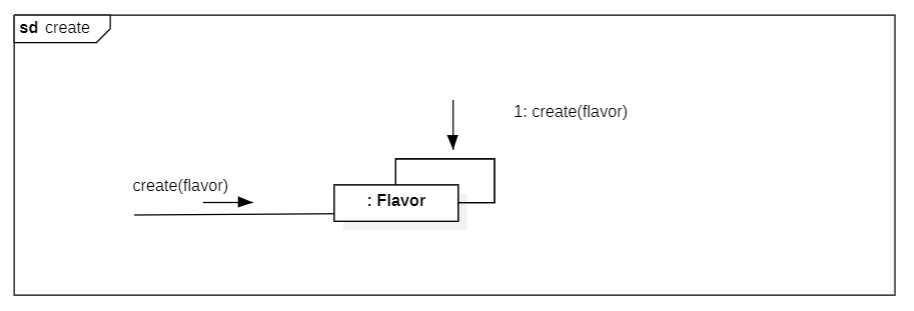 sd create
1: create(flavor)
create(flavor)
: Flavor